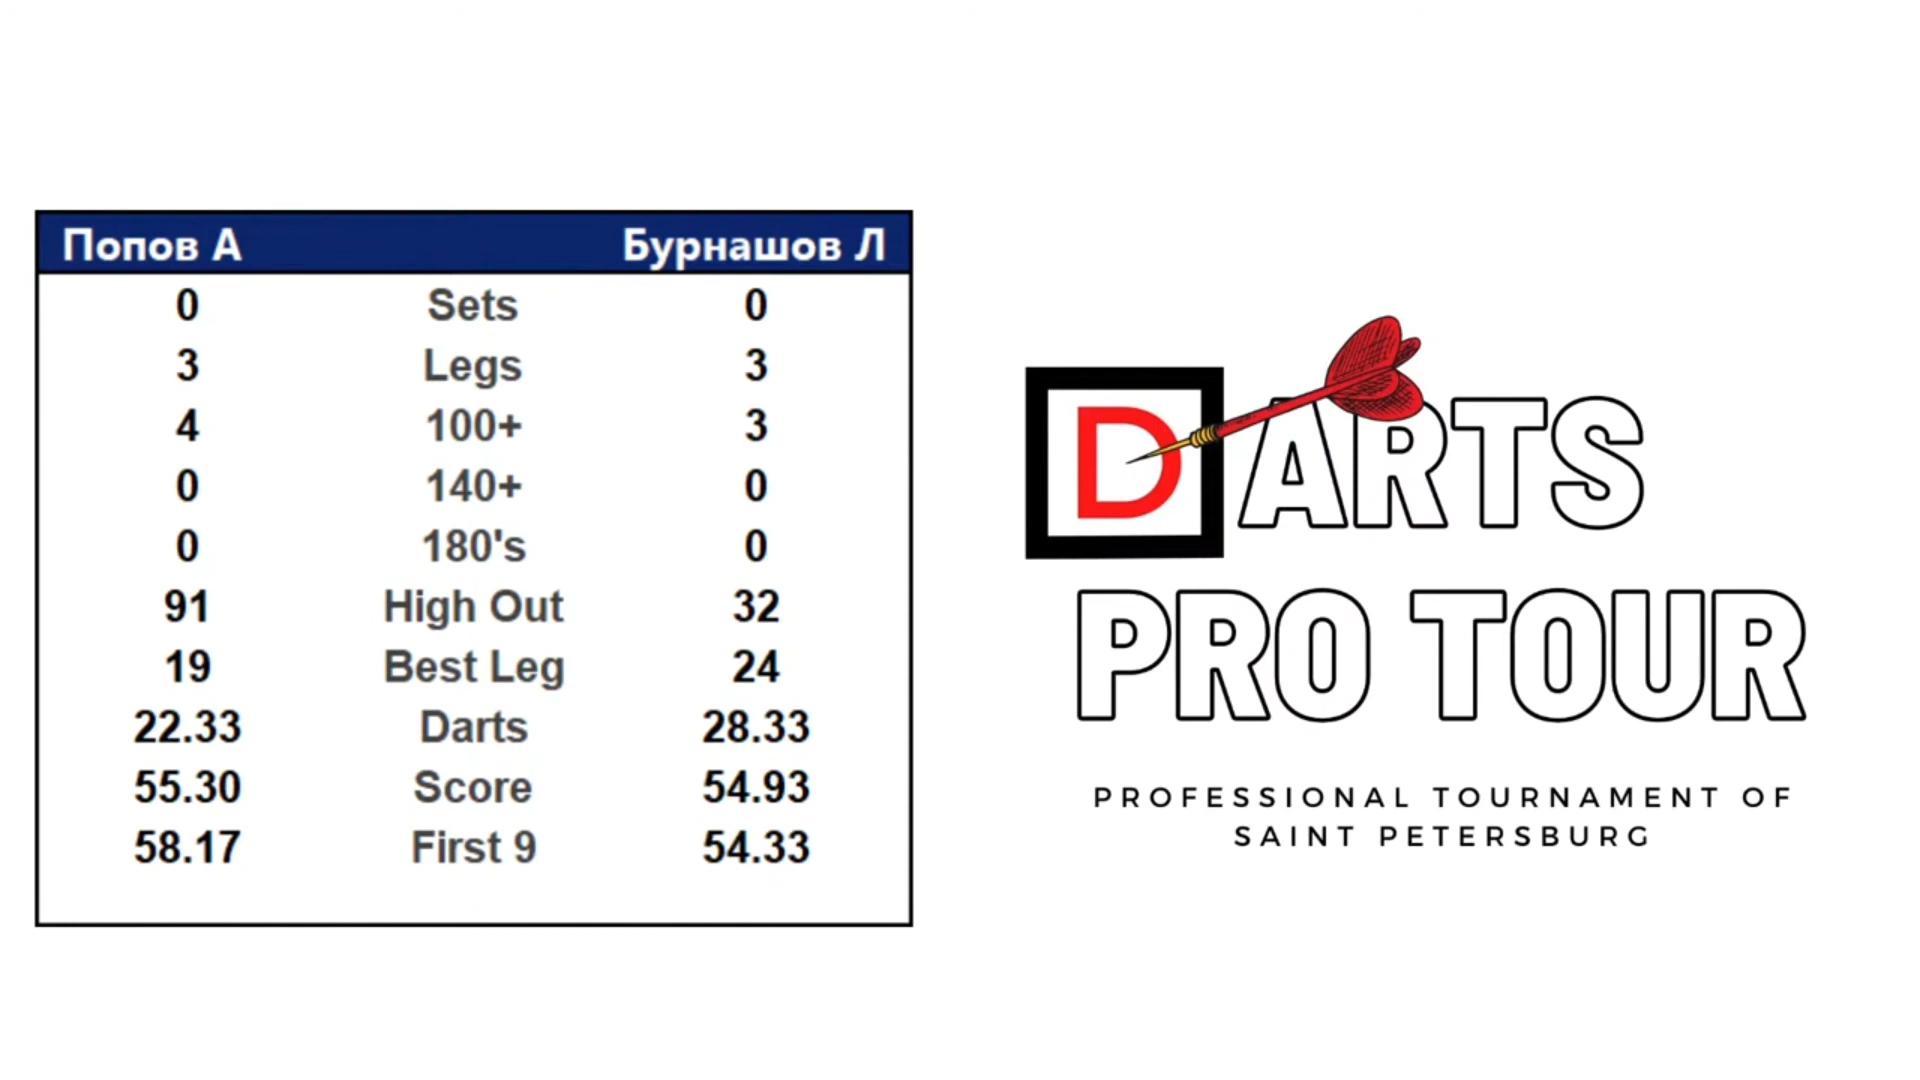 Попов А Бурнашов Л
0 Sets 0
3 Legs 3
4 100+ 3
0 140+ 0
0 180's 0
91 High Out 32
19 Best Leg 24
22.33 Darts 28.33
55.30 Score 54.93
58.17 First 9 54.33
DARTS
PRO TOUR
PROFESSIONAL TOURNAMENT OF
SAINT PETERSBURG